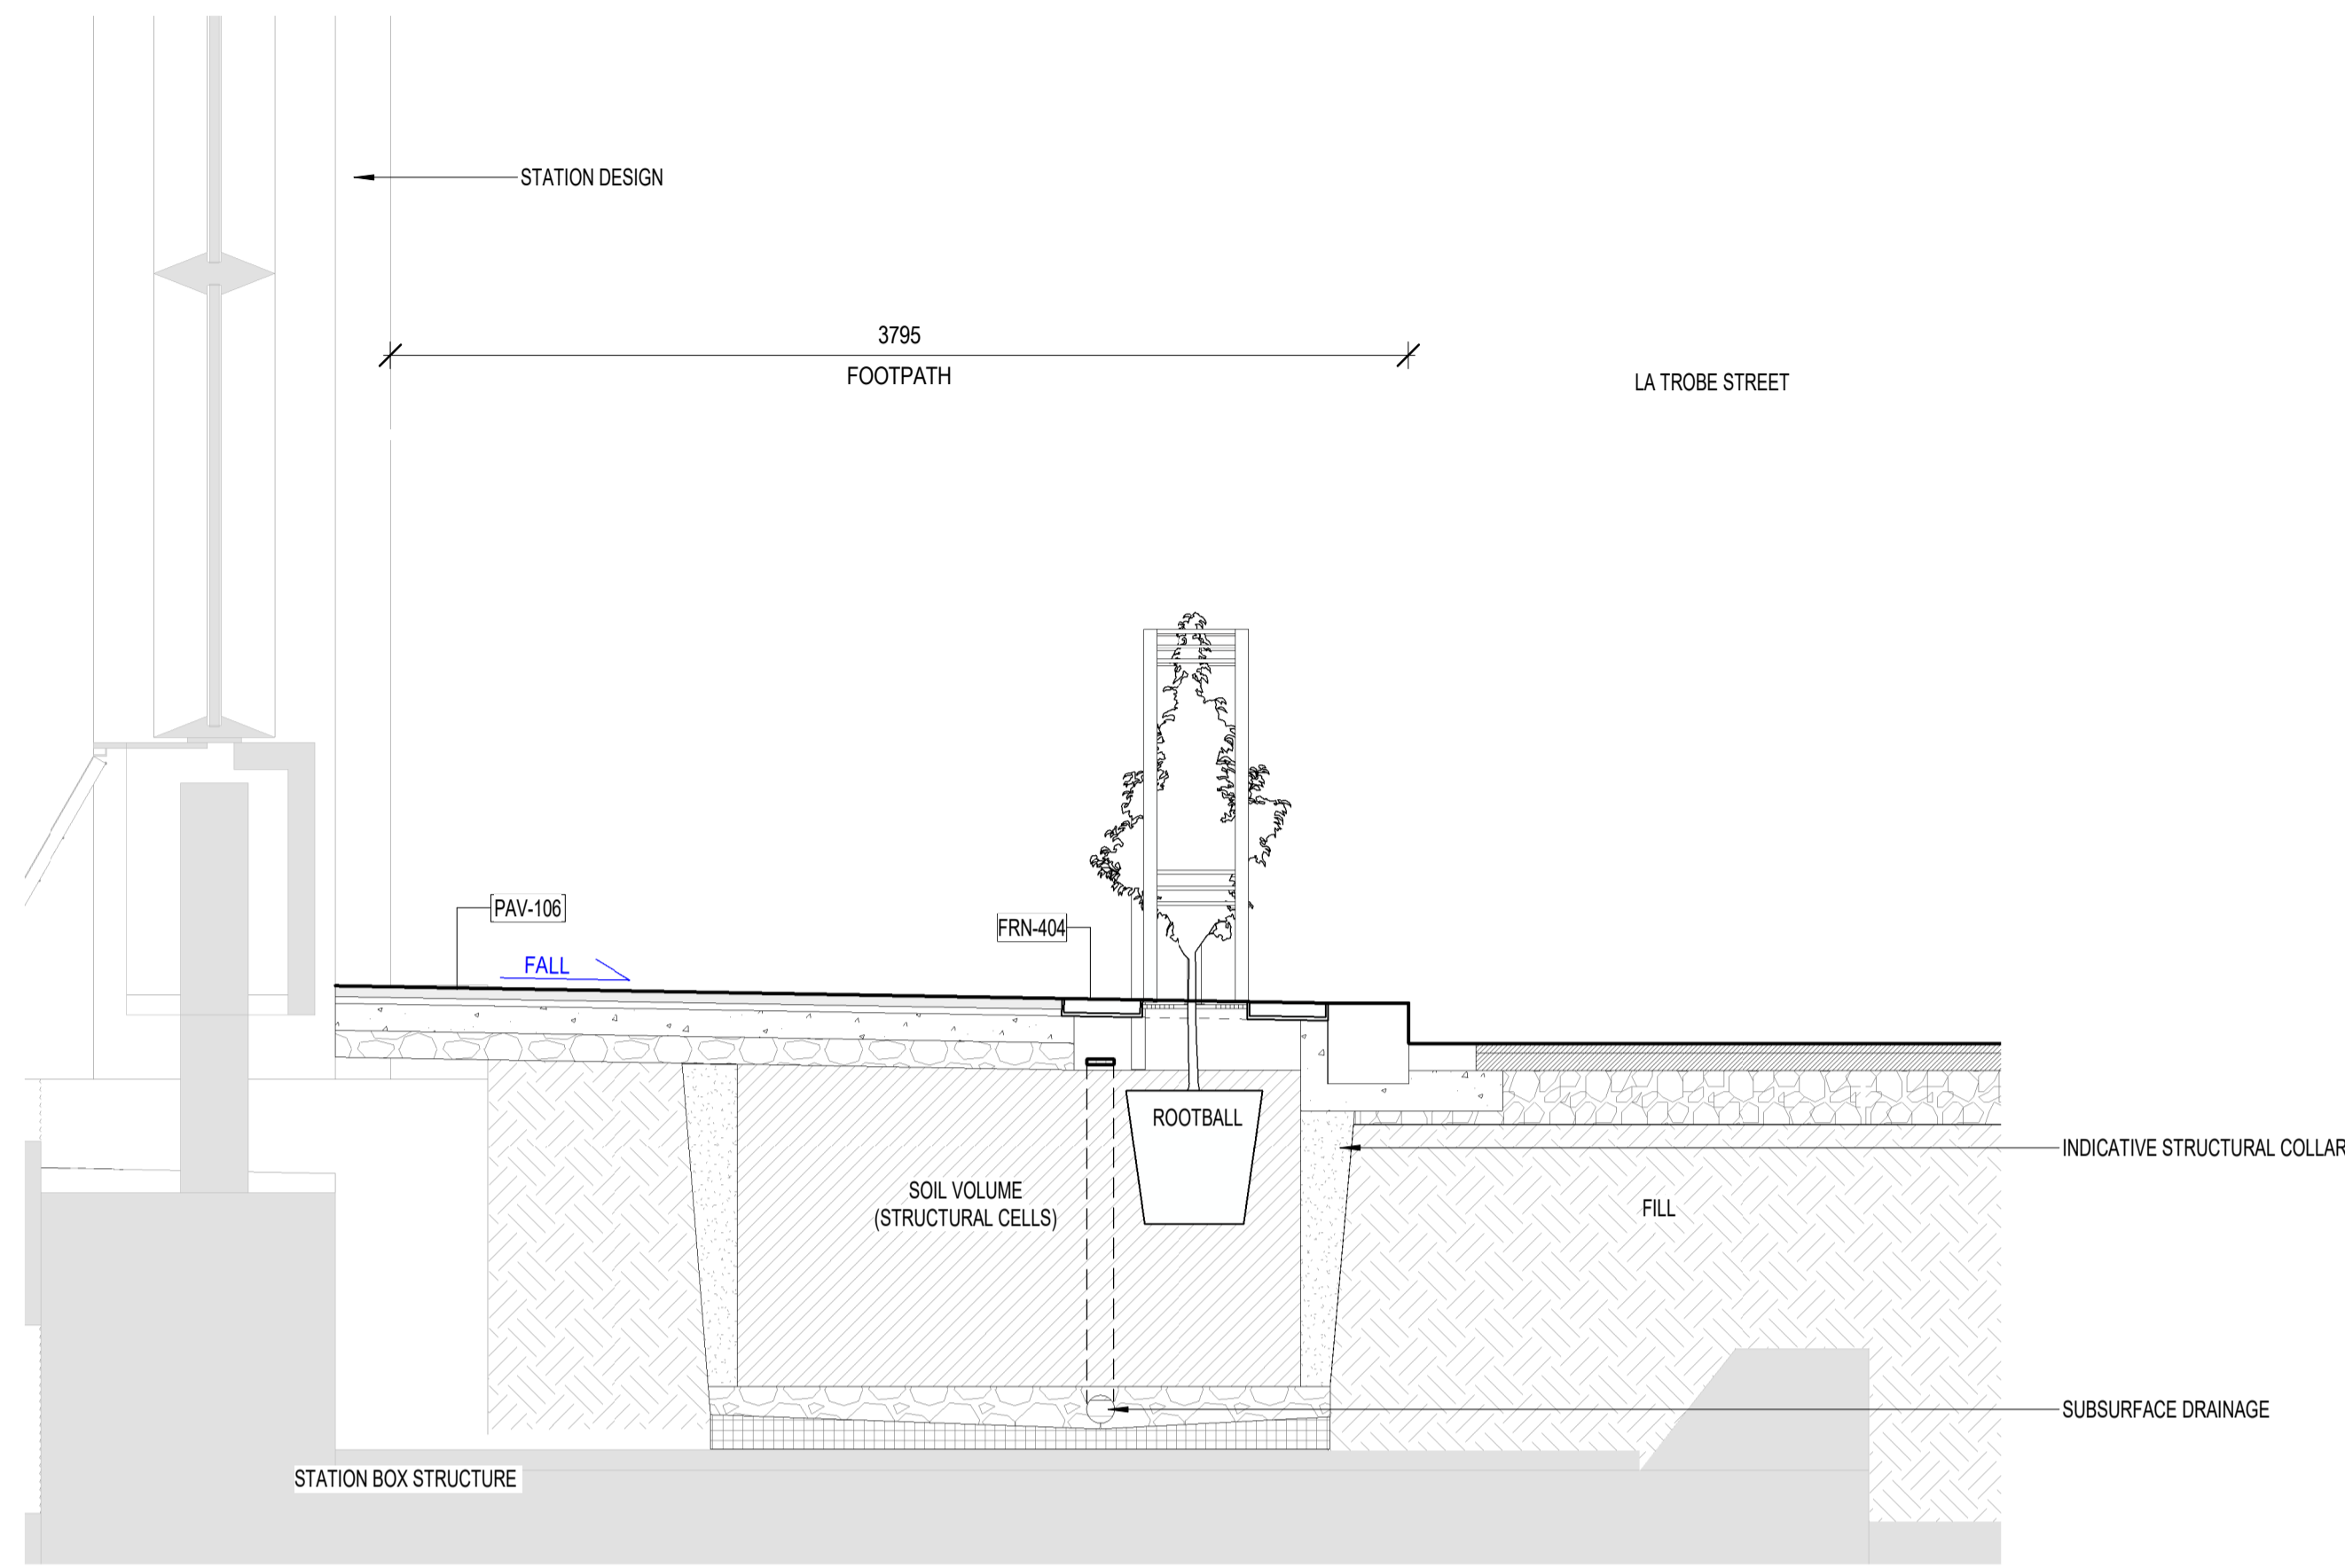 STATION DESIGN
3795
FOOTPATH
LA TROBE STREET
PAV-106
FRN-404
FALL
ROOTBALL
INDICATIVE STRUCTURAL COLLAR
SOIL VOLUME
(STRUCTURAL CELLS)
FILL
SUBSURFACE DRAINAGE
STATION BOX STRUCTURE